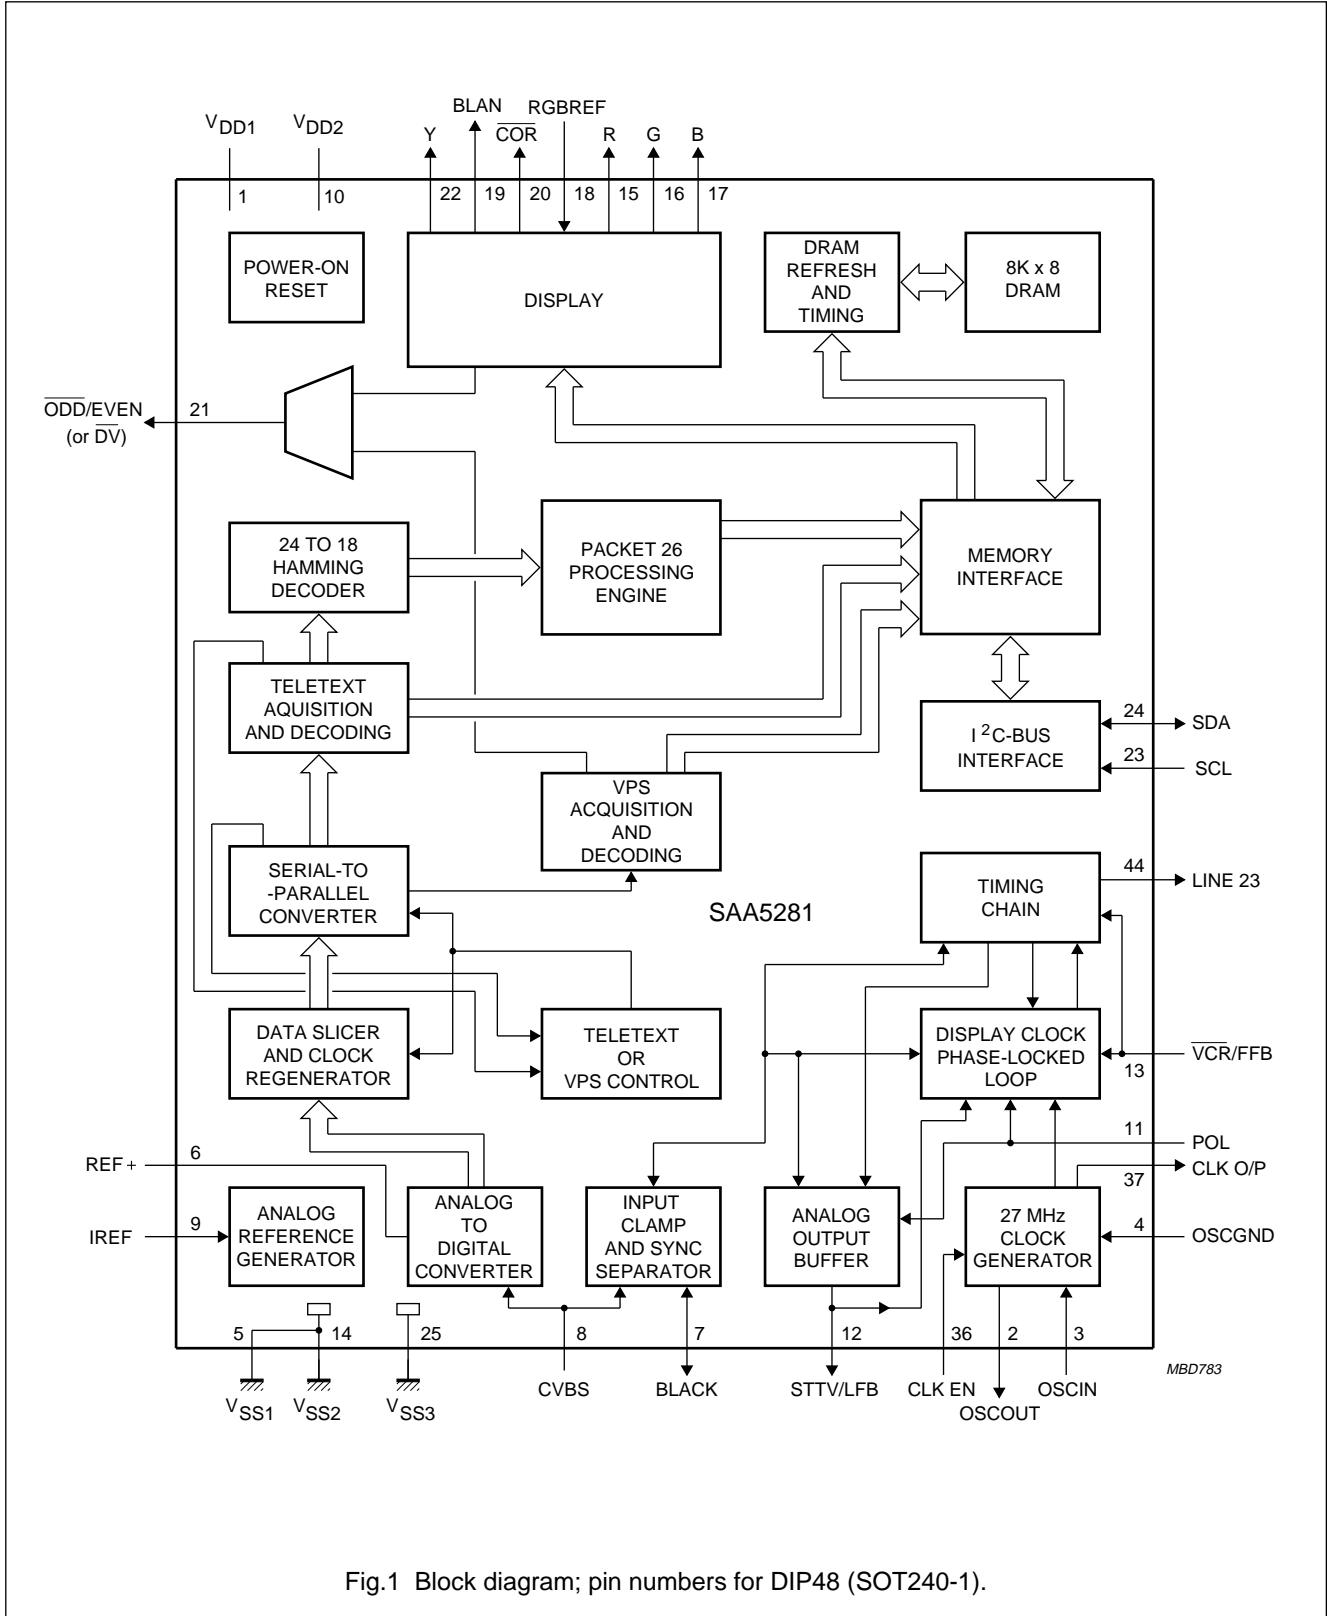 BLAN RGBREF
VDD1 VDD2 Y COR R G B
1 10 22 19 20 18 15 16 17
POWER-ON
RESET
DISPLAY
DRAM
REFRESH
AND
TIMING
8K x 8
DRAM
ODD/EVEN
(or DV)
21
24 TO 18
HAMMING
DECODER
PACKET 26
PROCESSING
ENGINE
MEMORY
INTERFACE
TELETEXT
AQUISITION
AND DECODING
I2C-BUS
INTERFACE
24
SDA
23
SCL
VPS
ACQUISITION
AND
DECODING
SERIAL-TO
-PARALLEL
CONVERTER
SAA5281
TIMING
CHAIN
44
LINE 23
DATA SLICER
AND CLOCK
REGENERATOR
TELETEXT
OR
VPS CONTROL
DISPLAY CLOCK
PHASE-LOCKED
LOOP
VCR/FFB
13
11
POL
CLK O/P
37
REF+
6
IREF
9
ANALOG
REFERENCE
GENERATOR
ANALOG
TO
DIGITAL
CONVERTER
INPUT
CLAMP
AND SYNC
SEPARATOR
ANALOG
OUTPUT
BUFFER
27 MHz
CLOCK
GENERATOR
4
OSCGND
5 14 25 8 7 12 36 2 3
VSS1 VSS2 VSS3 CVBS BLACK STTV/LFB CLK EN OSCOUT OSCIN
MBD783
Fig.1 Block diagram; pin numbers for DIP48 (SOT240-1).